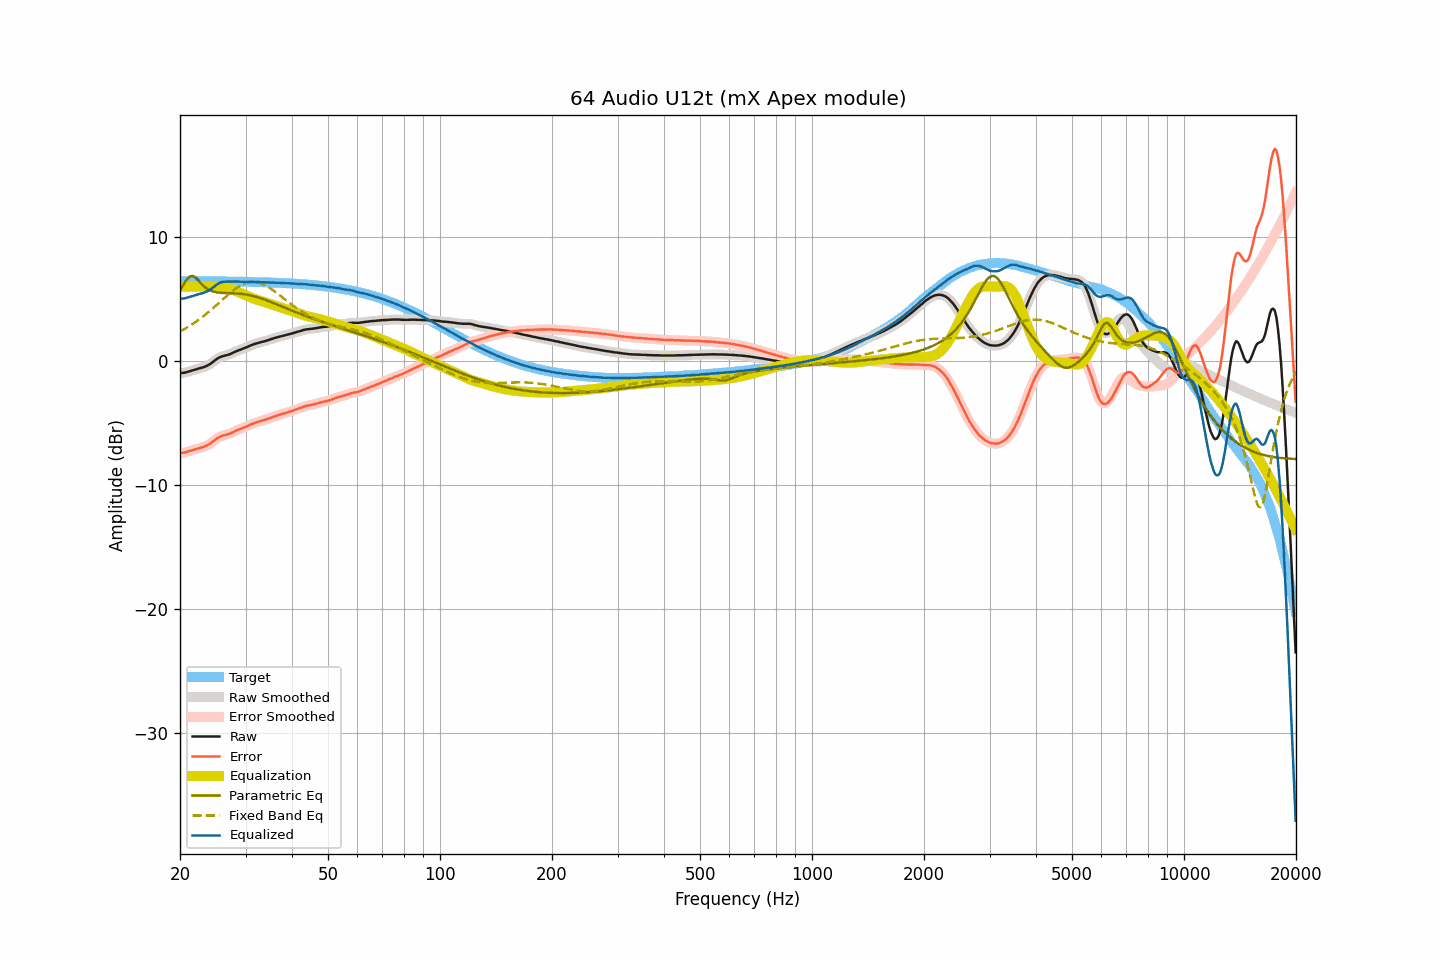 64 Audio U12t (mX Apex module)
10
0
−10
−20
−30
Amplitude (dBr)
Target
Raw Smoothed
Error Smoothed
Raw
Error
Equalization
Parametric Eq
Fixed Band Eq
Equalized
20 50 100 200 500 1000 2000 5000 10000 20000
Frequency (Hz)